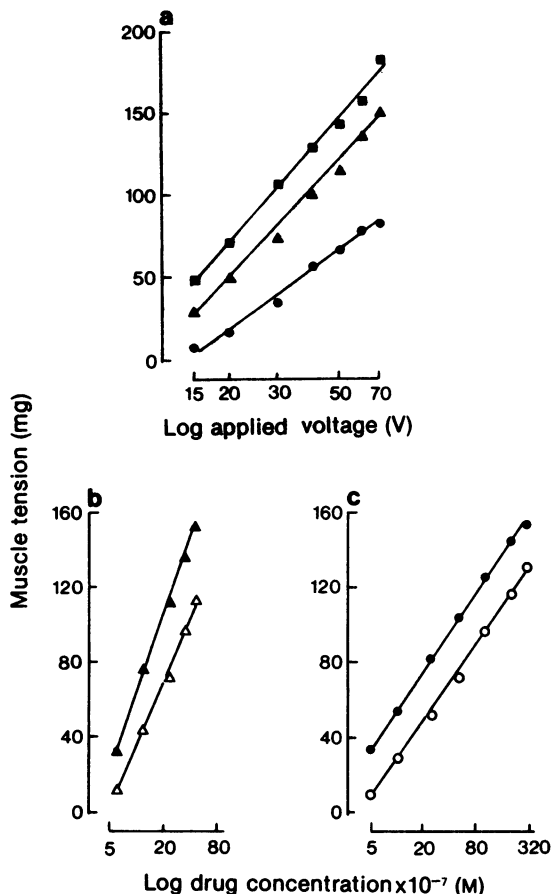 a
200
150
100
50
0
15 20 30 50 70
Log applied voltage (V)
Muscle tension (mg)
b
160
120
80
40
0
5 20 80
c
160
120
80
40
0
5 20 80 320
Log drug concentration x10⁻⁷ (M)